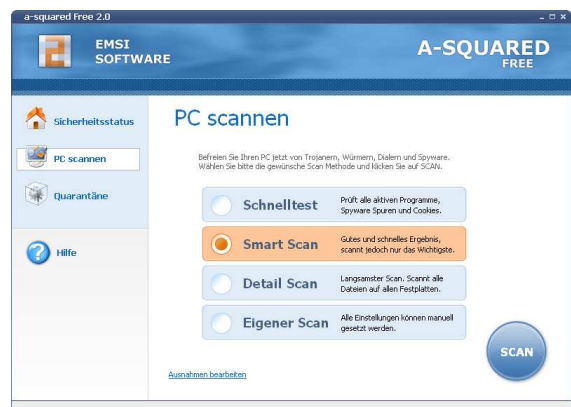 a-squared Free 2.0
EMSI
SOFTWARE
A-SQUARED
FREE
Sicherheitsstatus
PC scannen
Quarantäne
Hilfe
PC scannen
Befreien Sie Ihren PC jetzt von Trojanern, Würmern, Dialern und Spyware.
Wählen Sie bitte die gewünschte Scan Methode und klicken Sie auf SCAN.
Schnelltest
Prüft alle aktiven Programme,
Spyware Spuren und Cookies.
Smart Scan
Gutes und schnelles Ergebnis,
scannt jedoch nur das Wichtigste.
Detail Scan
Langsamster Scan. Scannt alle
Dateien auf allen Festplatten.
Eigener Scan
Alle Einstellungen können manuell
gesetzt werden.
SCAN
Ausnahmen bearbeiten